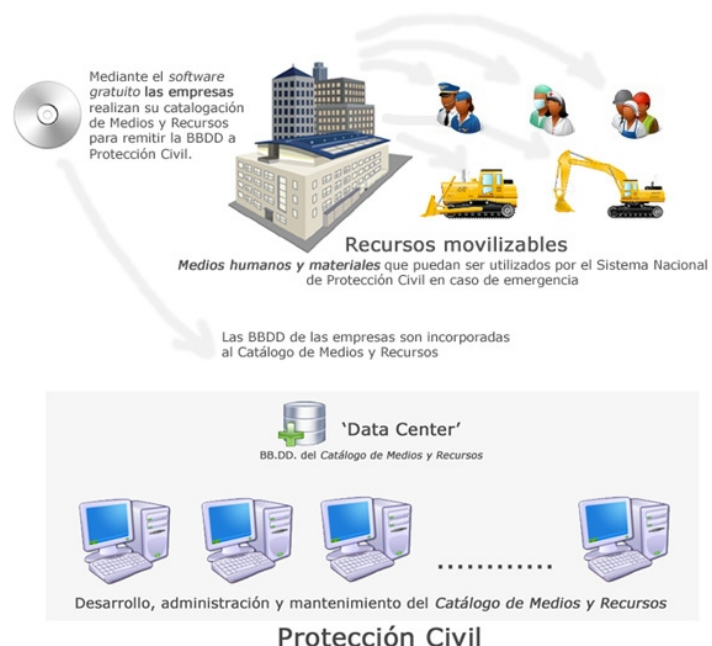 Mediante el software
gratuito las empresas
realizan su catalogación
de Medios y Recursos
para remitir la BBDD a
Protección Civil.
Recursos movilizables
Medios humanos y materiales que puedan ser utilizados por el Sistema Nacional
de Protección Civil en caso de emergencia
Las BBDD de las empresas son incorporadas
al Catálogo de Medios y Recursos
'Data Center'
BB.DD. del Catálogo de Medios y Recursos
............
Desarrollo, administración y mantenimiento del Catálogo de Medios y Recursos
Protección Civil